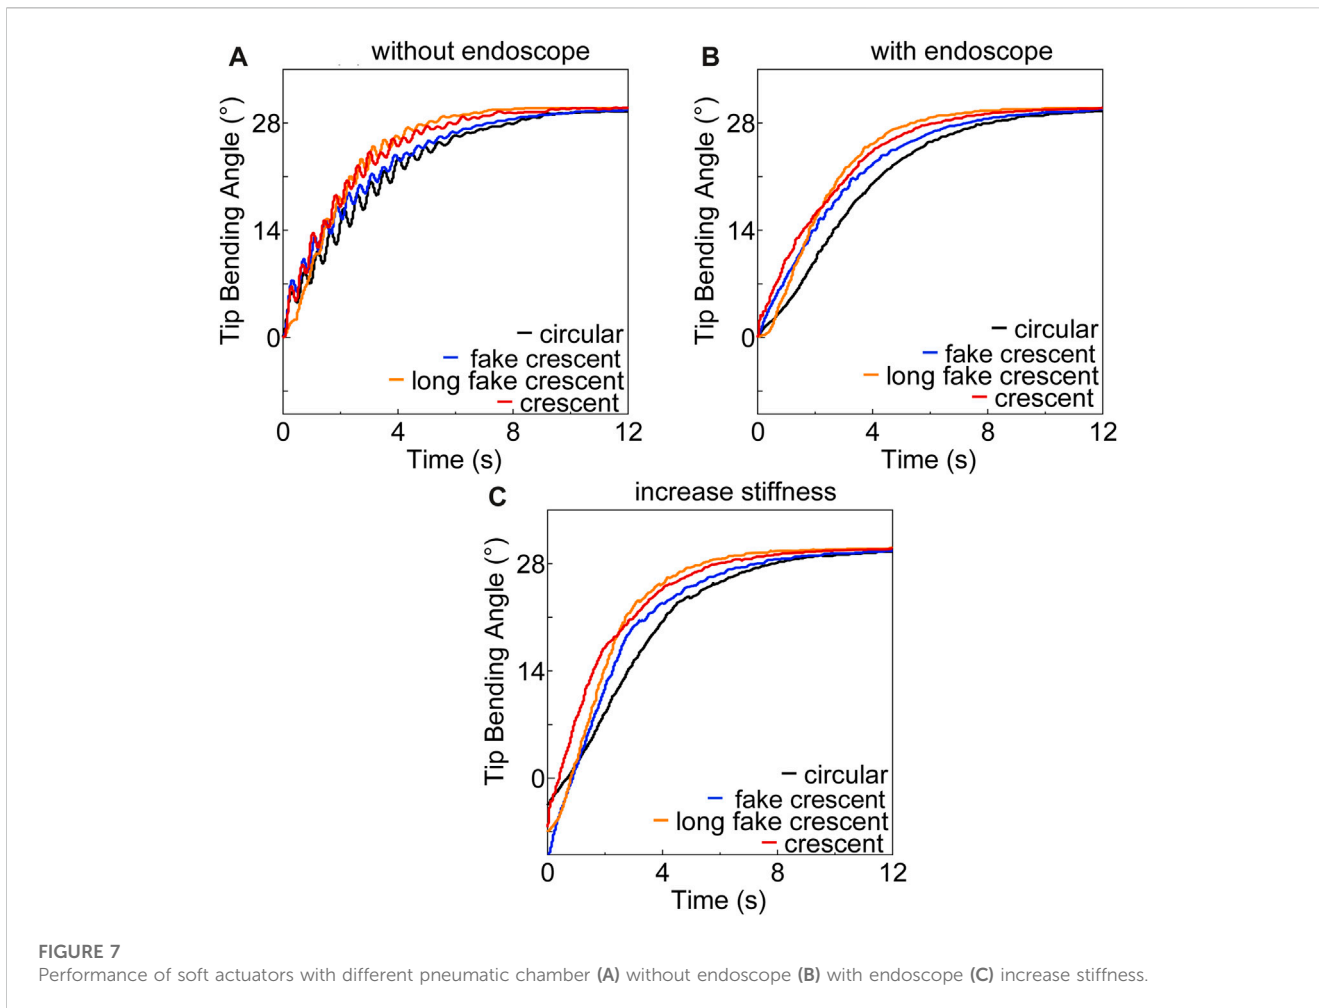 A
without endoscope
Tip Bending Angle (°)
28
14
0
circular
fake crescent
long fake crescent
crescent
0 4 8 12
Time (s)
B
with endoscope
Tip Bending Angle (°)
28
14
0
circular
fake crescent
long fake crescent
crescent
0 4 8 12
Time (s)
C
increase stiffness
Tip Bending Angle (°)
28
14
0
circular
fake crescent
long fake crescent
crescent
0 4 8 12
Time (s)
FIGURE 7
Performance of soft actuators with different pneumatic chamber (A) without endoscope (B) with endoscope (C) increase stiffness.